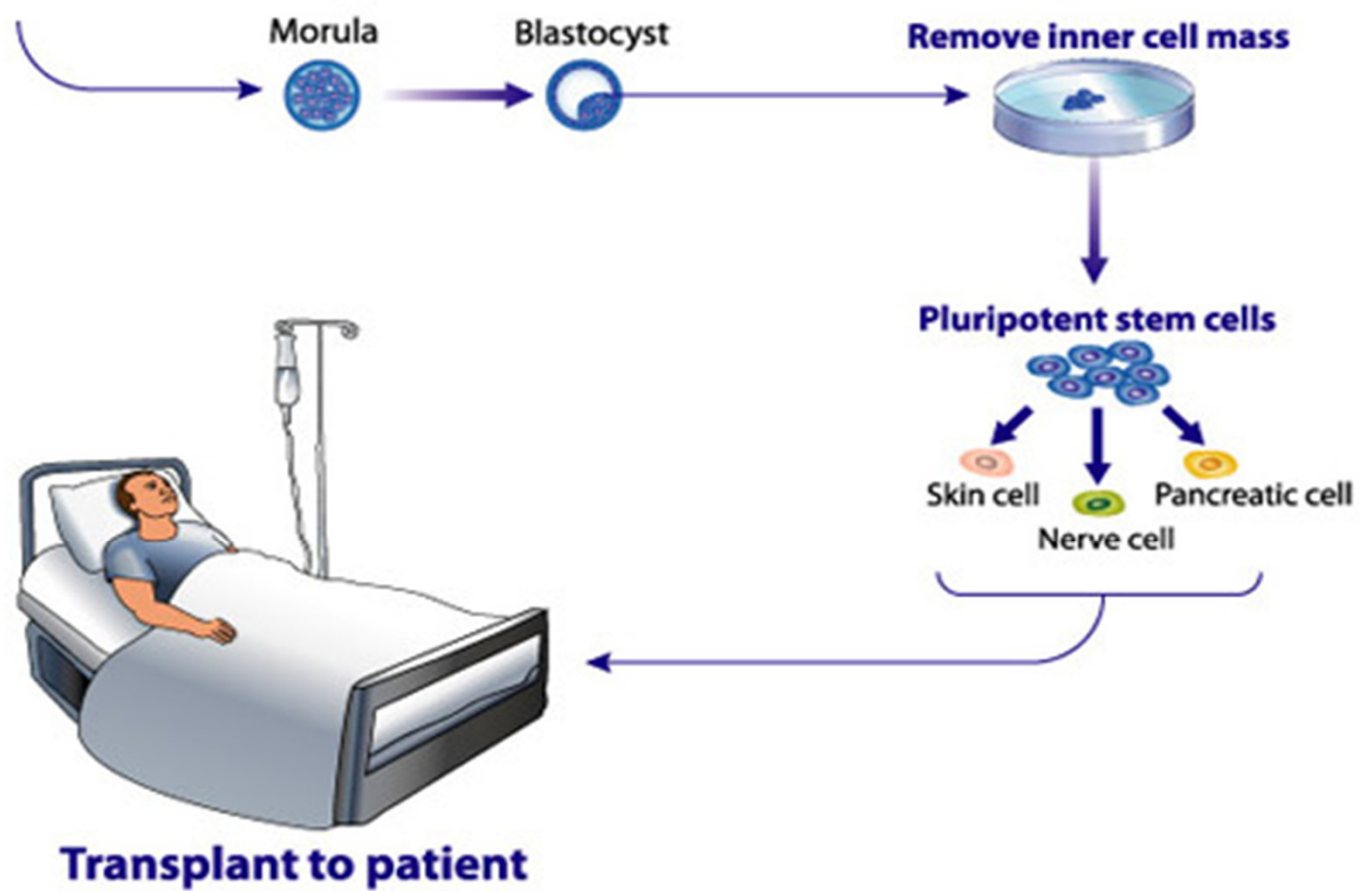 Morula
Blastocyst
Remove inner cell mass
Pluripotent stem cells
Skin cell
Pancreatic cell
Nerve cell
Transplant to patient